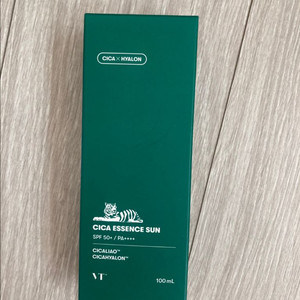 CICA × HYALON
CICA ESSENCE SUN
SPF 50+ / PA++++
CICALIAO™
CICAHYALON™
VT
100 mL